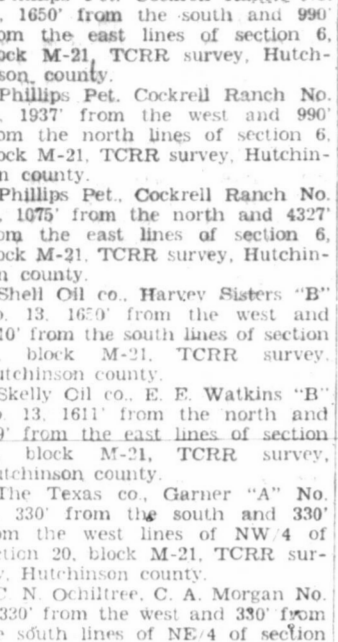 , 1650' from the south and 990'
om the east lines of section 6,
ock M-21, TCRR survey, Hutch-
son county.
Phillips Pet. Cockrell Ranch No.
, 1937' from the west and 990'
om the north lines of section 6,
ock M-21, TCRR survey, Hutchin-
n county.
Phillips Pet., Cockrell Ranch No.
, 1075' from the north and 4327'
om the east lines of section 6,
ock M-21, TCRR survey, Hutchin-
n county.
Shell Oil co., Harvey Sisters "B"
o. 13, 1650' from the west and
10' from the south lines of section
block M-21, TCRR survey,
utchinson county.
Skelly Oil co., E. E. Watkins "B"
o 13, 1611' from the north and
9' from the east lines of section
block M-21, TCRR survey,
utchinson county.
The Texas co., Garner "A" No.
330' from the south and 330'
om the west lines of NW/4 of
ction 20, block M-21, TCRR sur-
y, Hutchinson county.
C. N. Ochiltree, C. A. Morgan No.
330' from the west and 330' from
e south lines of NE/4 of section